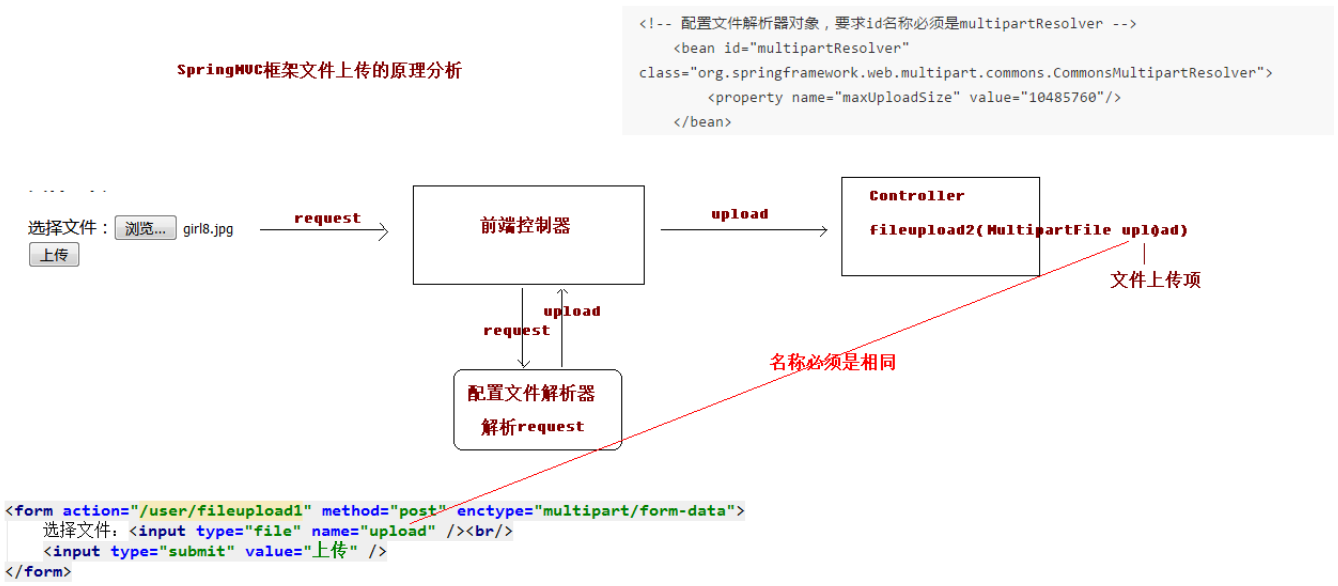 <!-- 配置文件解析器对象，要求id名称必须是multipartResolver -->
<bean id="multipartResolver"
class="org.springframework.web.multipart.commons.CommonsMultipartResolver">
<property name="maxUploadSize" value="10485760"/>
</bean>
SpringMVC框架文件上传的原理分析
选择文件： 浏览... girl8.jpg
上传
request
前端控制器
upload
Controller
fileupload2(MultipartFile upload)
文件上传项
upload
request
名称必须是相同
配置文件解析器
解析request
<form action="/user/fileupload1" method="post" enctype="multipart/form-data">
选择文件：<input type="file" name="upload" /><br/>
<input type="submit" value="上传" />
</form>